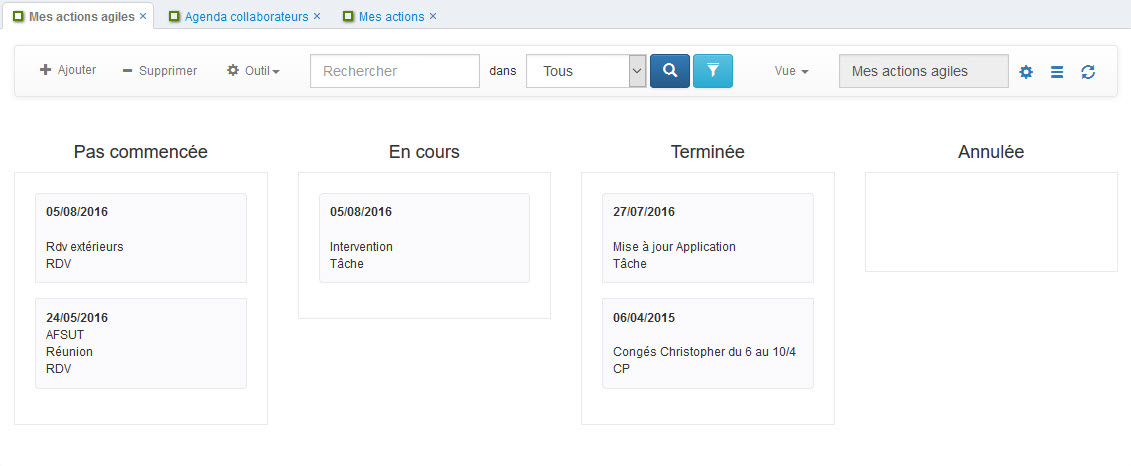 Mes actions agiles × Agenda collaborateurs × Mes actions ×
Ajouter Supprimer Outil Rechercher dans Tous Vue Mes actions agiles
Pas commencée
05/08/2016
Rdv extérieurs
RDV
24/05/2016
AFSUT
Réunion
RDV
En cours
05/08/2016
Intervention
Tâche
Terminée
27/07/2016
Mise à jour Application
Tâche
06/04/2015
Congés Christopher du 6 au 10/4
CP
Annulée